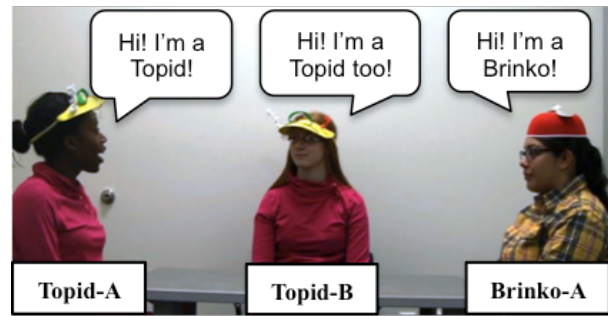 Hi! I’m a
Topid!
Hi! I’m a
Topid too!
Hi! I’m a
Brinko!
Topid-A
Topid-B
Brinko-A